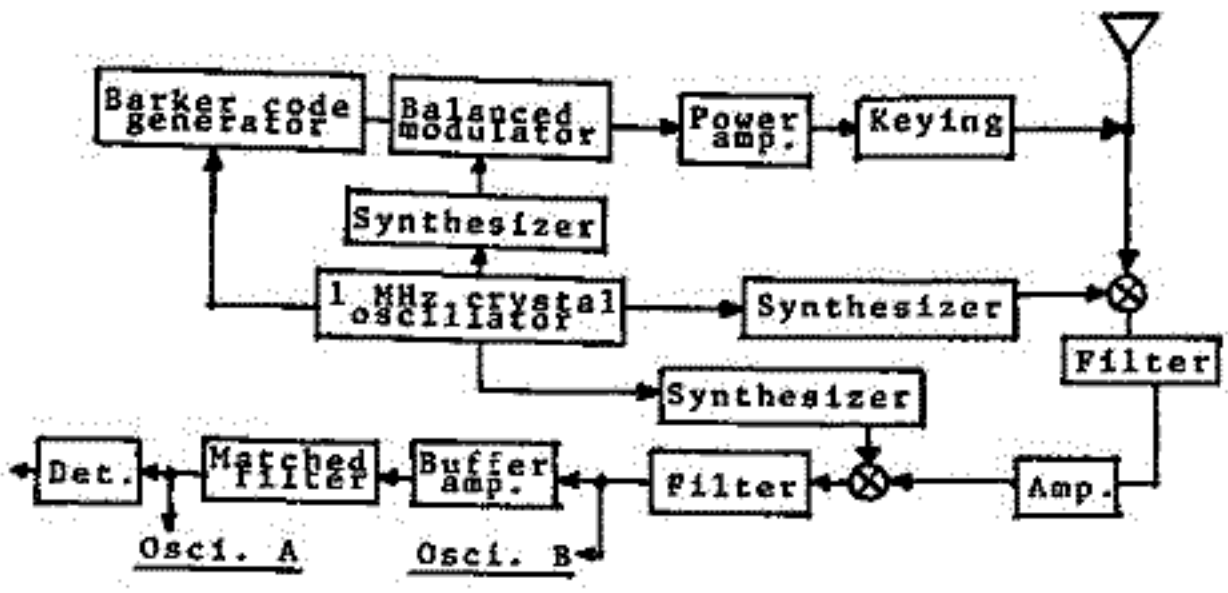 Barker code
generator
Balanced
modulator
Power
amp.
Keying
Synthesizer
1 MHz crystal
oscillator
Synthesizer
Filter
Synthesizer
Det.
Matched
filter
Buffer
amp.
Filter
Amp.
Osci. A
Osci. B